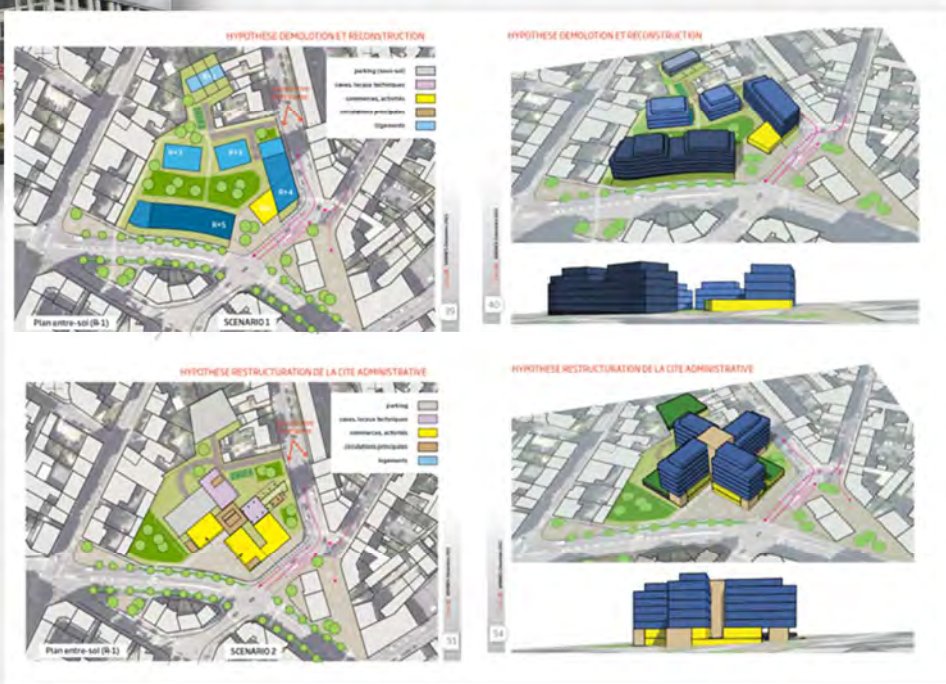 HYPOTHESE DEMOLOTION ET RECONSTRUCTION
parking (sous-sol)
caves, locaux techniques
commerces, activités
circulations principales
logements
R+3
R+3
R+4
R+5
Plan entre-sol (R-1)
SCENARIO 1
39
HYPOTHESE DEMOLOTION ET RECONSTRUCTION
40
HYPOTHESE RESTRUCTURATION DE LA CITE ADMINISTRATIVE
parking
caves, locaux techniques
commerces, activités
circulations principales
logements
Plan entre-sol (R-1)
SCENARIO 2
53
HYPOTHESE RESTRUCTURATION DE LA CITE ADMINISTRATIVE
54